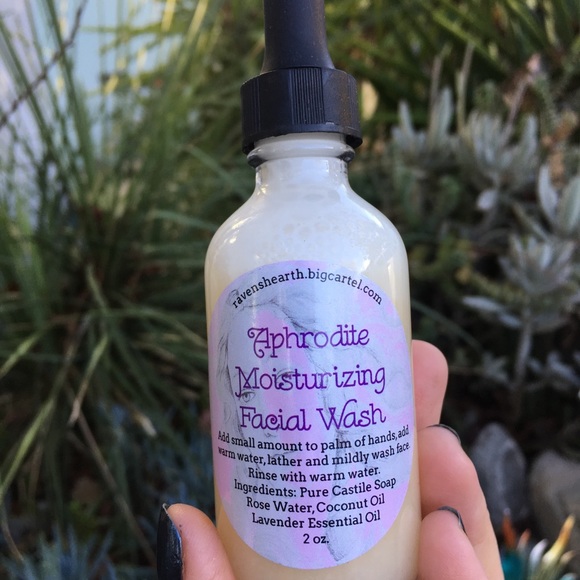 ravenshearth.bigcartel.com
Aphrodite
Moisturizing
Facial Wash
Add small amount to palm of hands, add
warm water, lather and mildly wash face.
Rinse with warm water.
Ingredients: Pure Castile Soap
Rose Water, Coconut Oil
Lavender Essential Oil
2 oz.